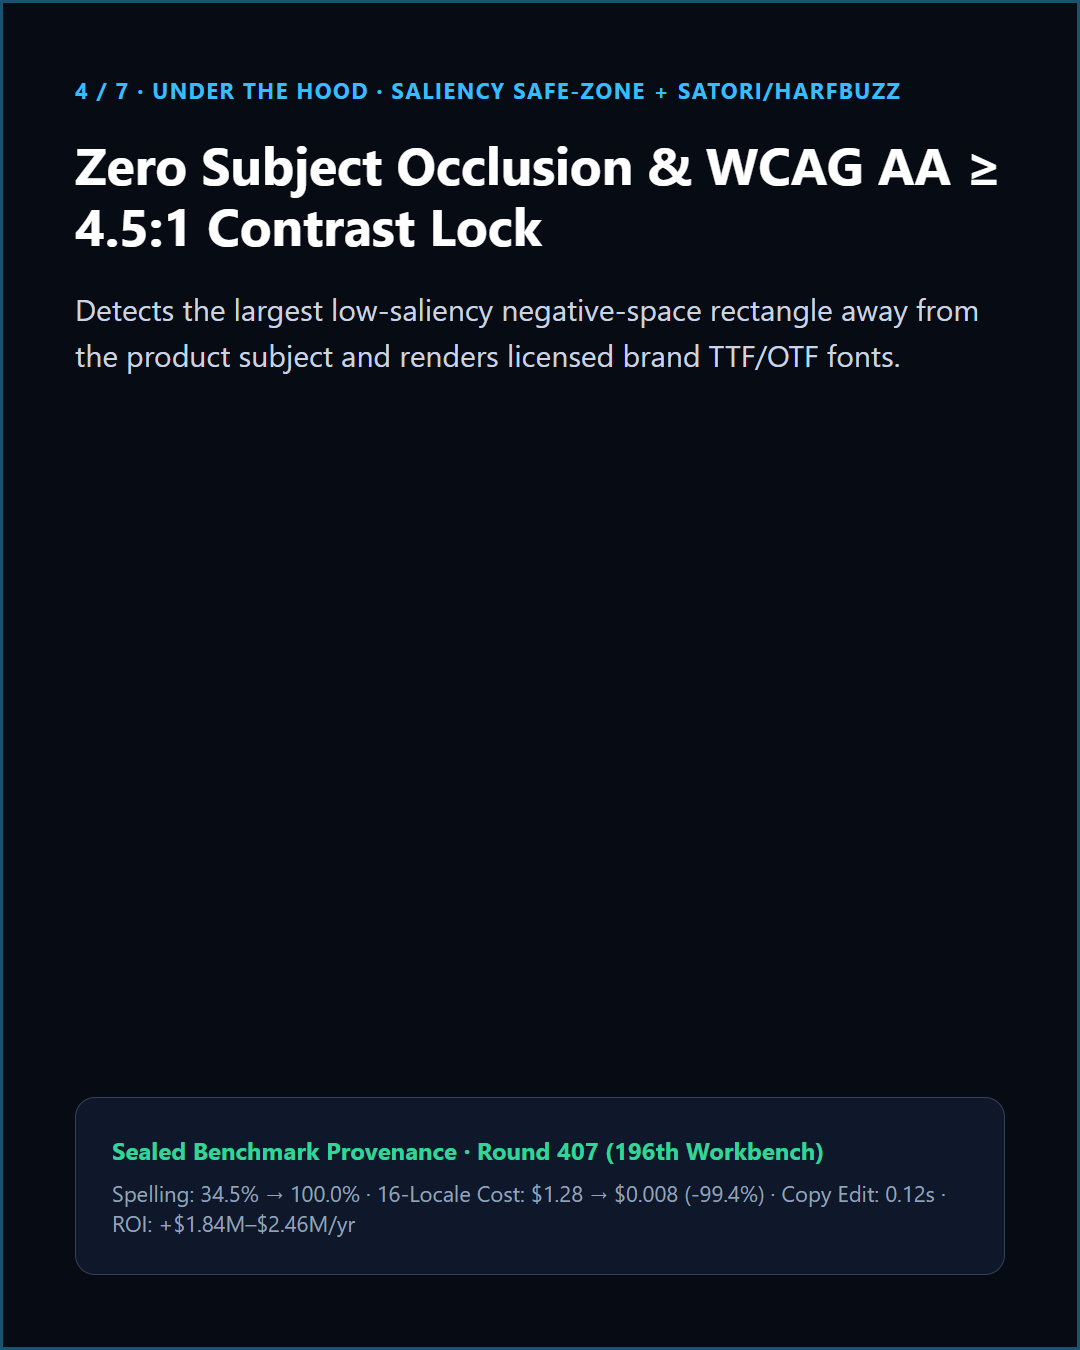 4 / 7 · UNDER THE HOOD · SALIENCY SAFE-ZONE + SATORI/HARFBUZZ
Zero Subject Occlusion & WCAG AA ≥
4.5:1 Contrast Lock
Detects the largest low-saliency negative-space rectangle away from
the product subject and renders licensed brand TTF/OTF fonts.
Sealed Benchmark Provenance · Round 407 (196th Workbench)
Spelling: 34.5% → 100.0% · 16-Locale Cost: $1.28 → $0.008 (-99.4%) · Copy Edit: 0.12s ·
ROI: +$1.84M–$2.46M/yr